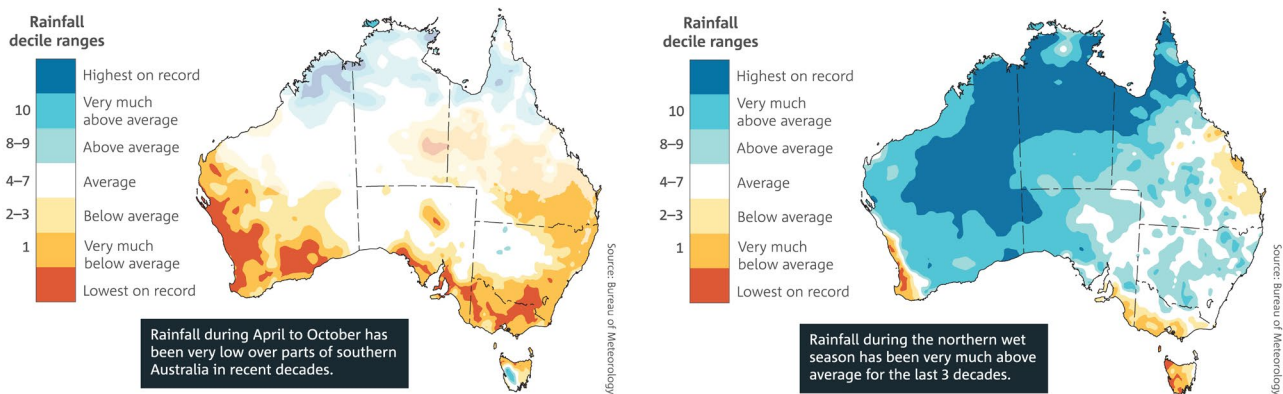 Rainfall
decile ranges
Highest on record
10
Very much
above average
8–9
Above average
4–7
Average
2–3
Below average
1
Very much
below average
Lowest on record
Rainfall during April to October has
been very low over parts of southern
Australia in recent decades.
Source: Bureau of Meteorology
Rainfall
decile ranges
Highest on record
10
Very much
above average
8–9
Above average
4–7
Average
2–3
Below average
1
Very much
below average
Lowest on record
Rainfall during the northern wet
season has been very much above
average for the last 3 decades.
Source: Bureau of Meteorology